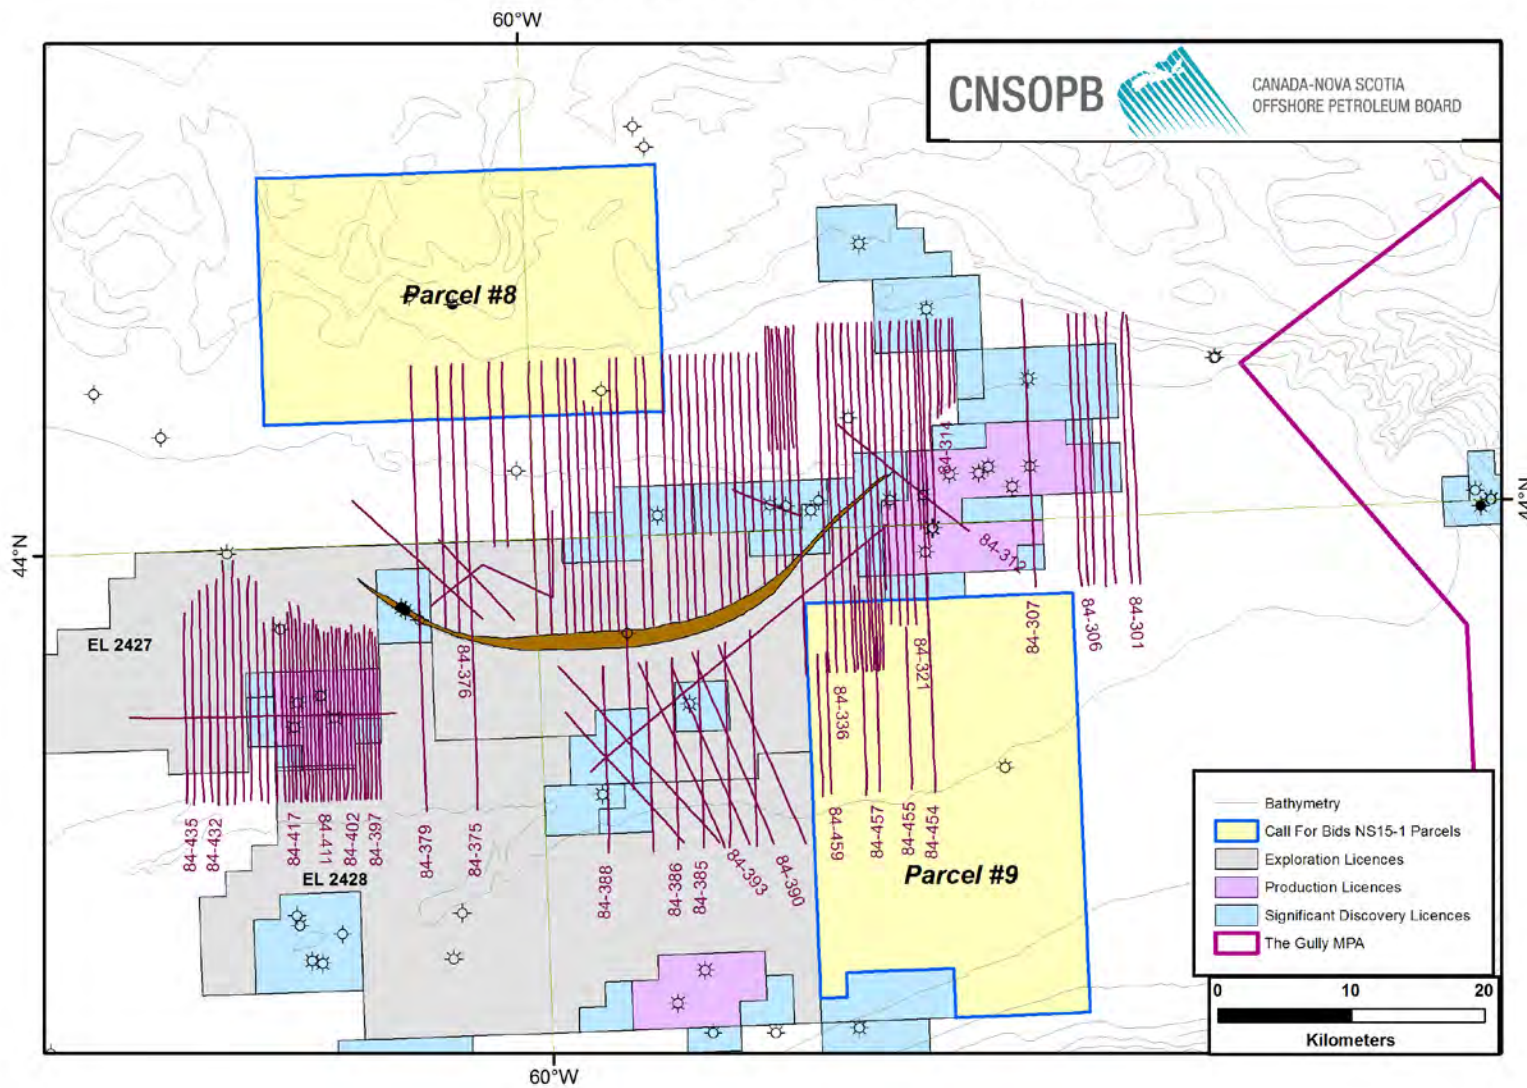 60°W
CNSOPB
CANADA-NOVA SCOTIA
OFFSHORE PETROLEUM BOARD
Parcel #8
84-314
44°N
44°N
84-312
EL 2427
84-307
84-306
84-301
84-376
84-321
84-336
84-435
84-432
84-417
84-411
84-402
84-397
84-379
84-375
84-388
84-386
84-385
84-393
84-390
84-459
84-457
84-455
84-454
EL 2428
Parcel #9
Bathymetry
Call For Bids NS15-1 Parcels
Exploration Licences
Production Licences
Significant Discovery Licences
The Gully MPA
0 10 20
Kilometers
60°W